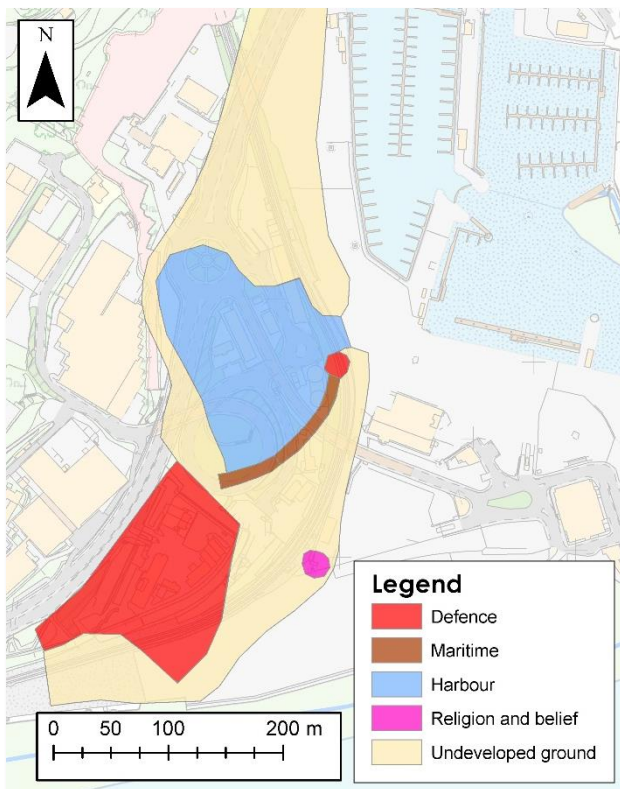 N
Legend
Defence
Maritime
Harbour
Religion and belief
Undeveloped ground
0 50 100 200 m